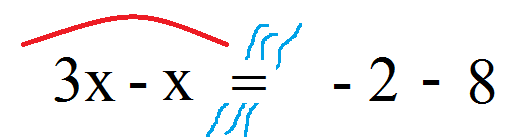 3x - x = - 2 - 8